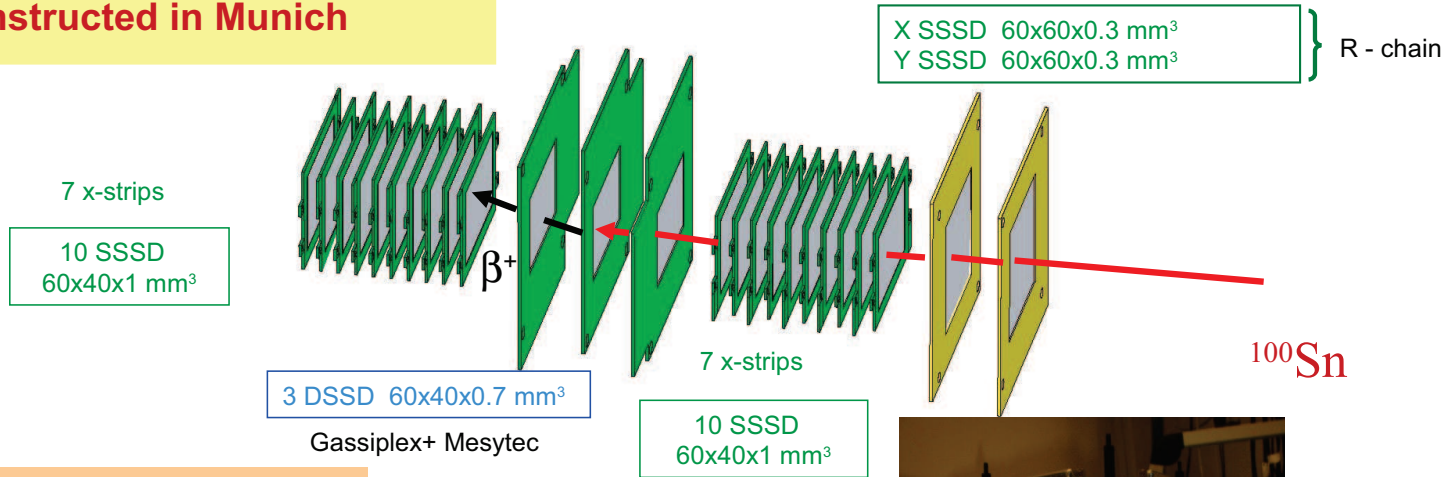 nstructed in Munich
X SSSD 60x60x0.3 mm³
Y SSSD 60x60x0.3 mm³
R - chain
7 x-strips
10 SSSD
60x40x1 mm³
β⁺
¹⁰⁰Sn
3 DSSD 60x40x0.7 mm³
Gassiplex+ Mesytec
7 x-strips
10 SSSD
60x40x1 mm³